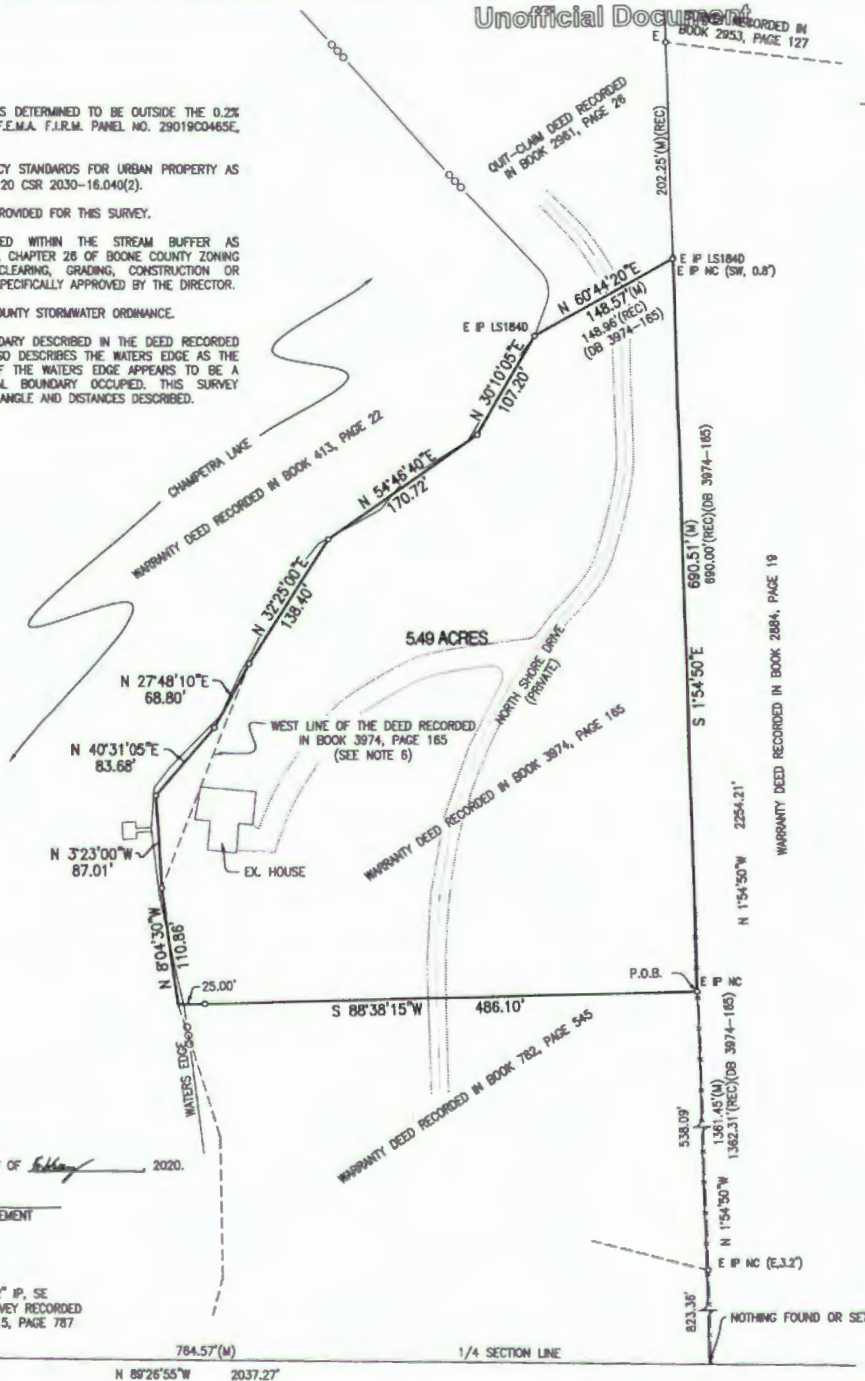 Unofficial Document
RECORDED IN
BOOK 2953, PAGE 127
E
S DETERMINED TO BE OUTSIDE THE 0.2%
F.E.M.A. F.I.R.M. PANEL NO. 29019C0465E,
CY STANDARDS FOR URBAN PROPERTY AS
20 CSR 2030-16.040(2).
ROVIDED FOR THIS SURVEY.
ED WITHIN THE STREAM BUFFER AS
CHAPTER 26 OF BOONE COUNTY ZONING
CLEARING, GRADING, CONSTRUCTION OR
SPECIFICALLY APPROVED BY THE DIRECTOR.
OUNTY STORMWATER ORDINANCE.
DARY DESCRIBED IN THE DEED RECORDED
SO DESCRIBES THE WATERS EDGE AS THE
F THE WATERS EDGE APPEARS TO BE A
AL BOUNDARY OCCUPIED. THIS SURVEY
ANGLE AND DISTANCES DESCRIBED.
QUIT-CLAIM DEED RECORDED
IN BOOK 2981, PAGE 26
202.25'(M)(REC)
E IP LS184D
E IP NC (SW, 0.8')
N 60°44'20"E
148.57'(M)
148.96'(REC)
(DB 3974-165)
E IP LS184D
N 30°10'05"E
107.20'
CHAMPETRA LAKE
WARRANTY DEED RECORDED IN BOOK 413, PAGE 22
N 54°46'40"E
170.72'
N 32°25'00"E
138.40'
690.51'(M)
690.00'(REC)(DB 3974-165)
S 1°54'50"E
5.49 ACRES
NORTH SHORE DRIVE
(PRIVATE)
WARRANTY DEED RECORDED IN BOOK 2884, PAGE 19
N 27°48'10"E
68.80'
WEST LINE OF THE DEED RECORDED
IN BOOK 3974, PAGE 165
(SEE NOTE 6)
N 40°31'05"E
83.68'
WARRANTY DEED RECORDED IN BOOK 3974, PAGE 165
N 1°54'50"W 2254.21'
N 3°23'00"W
87.01'
EX. HOUSE
N 8°04'30"W
110.86'
25.00'
P.O.B.
E IP NC
S 88°38'15"W 486.10'
WATERS EDGE
WARRANTY DEED RECORDED IN BOOK 782, PAGE 545
538.09'
1361.45'(M)
1362.31'(REC)(DB 3974-165)
N 1°54'50"W
OF 2020.
EMENT
E IP NC (E,3.2")
2" IP, SE
VEY RECORDED
5, PAGE 787
823.36'
NOTHING FOUND OR SET
764.57'(M) 1/4 SECTION LINE
N 89°26'55"W 2037.27'